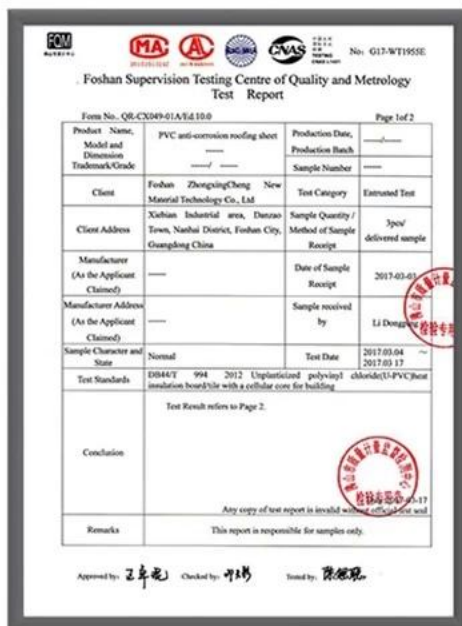 FQM
MA
AL
CNAS
No: G17-WT1955E
Foshan Supervision Testing Centre of Quality and Metrology
Test Report
Form No.. QR-CX049-01A/Ed.10.0 Page 1of 2
Product Name, Model and Dimension Trademark/Grade
PVC anti-corrosion roofing sheet
Production Date, Production Batch
Sample Number
Client
Foshan ZhongxingCheng New Material Technology Co., Ltd
Test Category
Entrusted Test
Client Address
Xiebian Industrial area, Danzao Town, Nanhai District, Foshan City, Guangdong China
Sample Quantity / Method of Sample Receipt
3pcs/ delivered sample
Manufacturer (As the Applicant Claimed)
Date of Sample Receipt
2017-03-03
Manufacturer Address (As the Applicant Claimed)
Sample received by
Li
Sample Character and State
Normal
Test Date
2017.03.04 ~ 2017.03.17
Test Standards
DB44/T 994 2012 Unplasticized polyvinyl chloride(U-PVC)heat insulation board/tile with a cellular core for building
Conclusion
Test Result refers to Page 2.
Any copy of test report is invalid without official test seal
Remarks
This report is responsible for samples only.
Approved by: Checked by: Tested by: